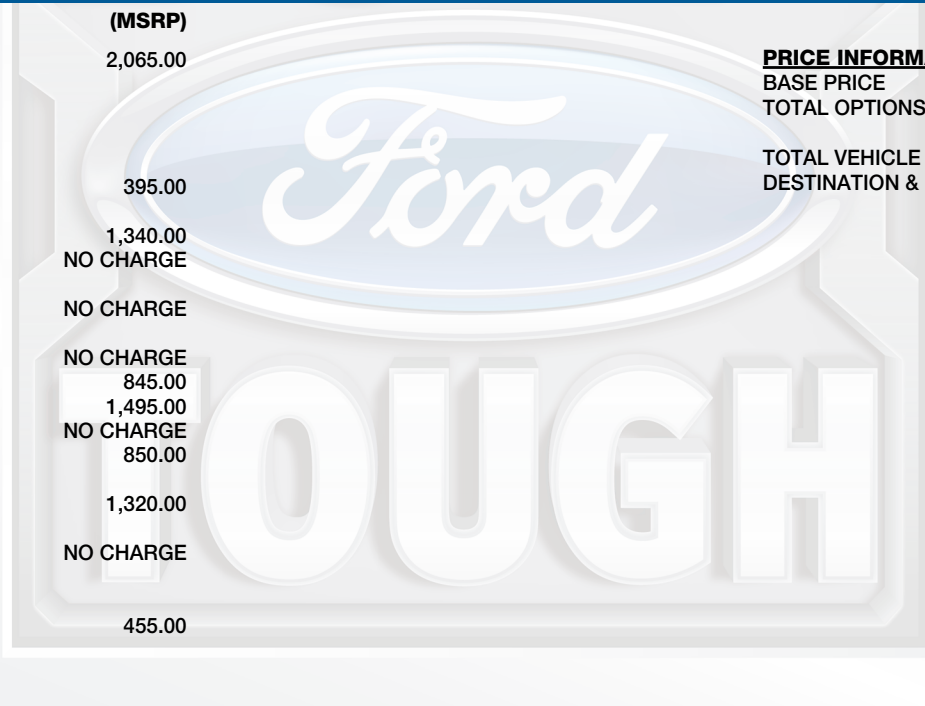 (MSRP)
2,065.00
395.00
1,340.00
NO CHARGE
NO CHARGE
NO CHARGE
845.00
1,495.00
NO CHARGE
850.00
1,320.00
NO CHARGE
455.00
PRICE INFORMA
BASE PRICE
TOTAL OPTIONS
TOTAL VEHICLE
DESTINATION &
Ford
TOUGH